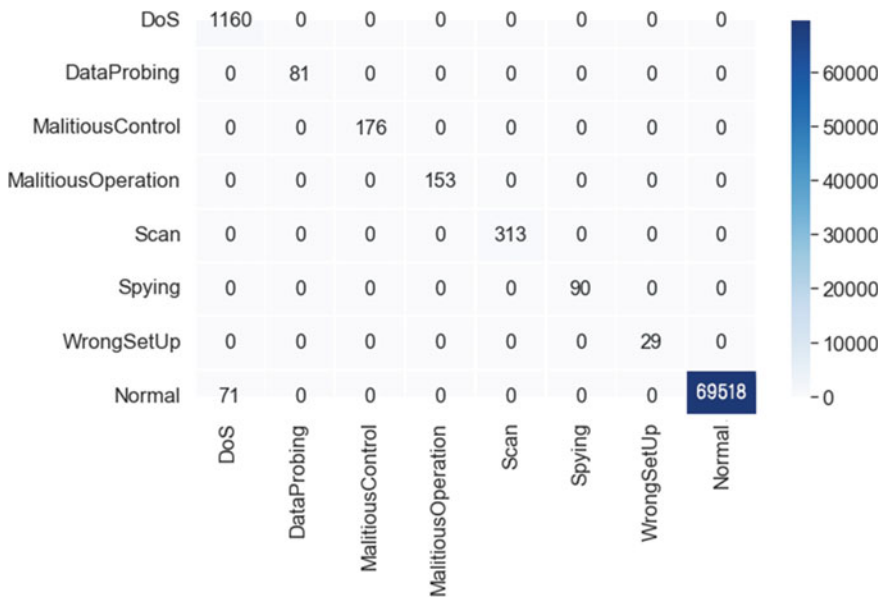 DoS 1160 0 0 0 0 0 0 0
DataProbing 0 81 0 0 0 0 0 0 60000
MalitiousControl 0 0 176 0 0 0 0 0 50000
MalitiousOperation 0 0 0 153 0 0 0 0 40000
Scan 0 0 0 0 313 0 0 0 30000
Spying 0 0 0 0 0 90 0 0 20000
WrongSetUp 0 0 0 0 0 0 29 0 10000
Normal 71 0 0 0 0 0 0 69518 0
DoS
DataProbing
MalitiousControl
MalitiousOperation
Scan
Spying
WrongSetUp
Normal